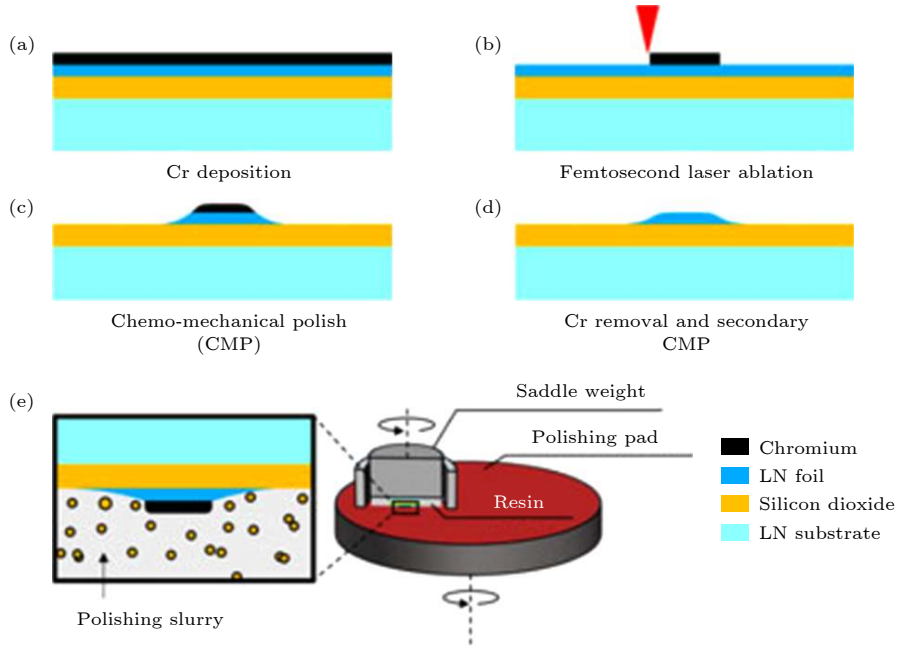 (a)
(b)
Cr deposition
Femtosecond laser ablation
(c)
(d)
Chemo-mechanical polish
(CMP)
Cr removal and secondary
CMP
(e)
Saddle weight
Polishing pad
Resin
Polishing slurry
Chromium
LN foil
Silicon dioxide
LN substrate